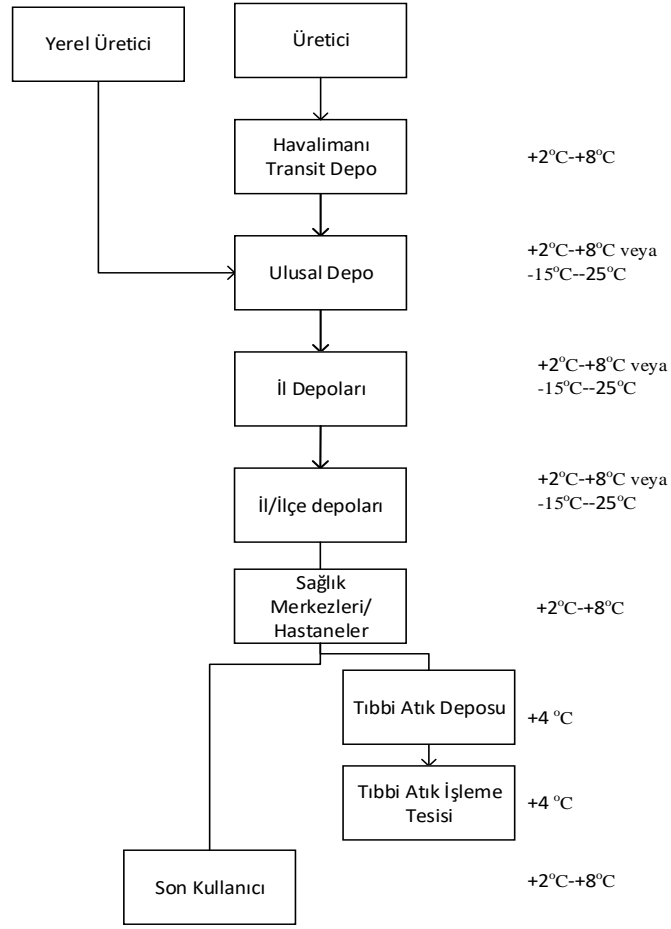 Yerel Üretici
Üretici
Havalimanı
Transit Depo
+2°C-+8°C
Ulusal Depo
+2°C-+8°C veya
-15°C--25°C
İl Depoları
+2°C-+8°C veya
-15°C--25°C
İl/İlçe depoları
+2°C-+8°C veya
-15°C--25°C
Sağlık
Merkezleri/
Hastaneler
+2°C-+8°C
Tıbbi Atık Deposu
+4 °C
Tıbbi Atık İşleme
Tesisi
+4 °C
Son Kullanıcı
+2°C-+8°C